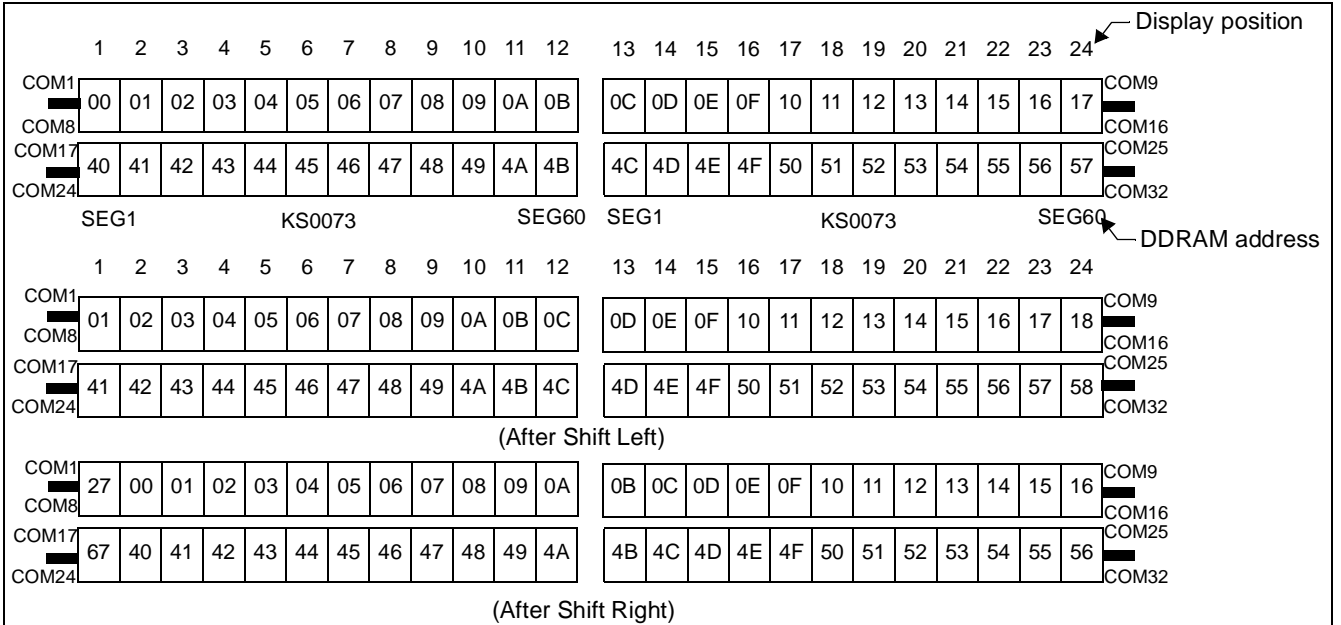 Display position
1 2 3 4 5 6 7 8 9 10 11 12 13 14 15 16 17 18 19 20 21 22 23 24
COM1 COM9
00 01 02 03 04 05 06 07 08 09 0A 0B 0C 0D 0E 0F 10 11 12 13 14 15 16 17
COM8 COM16
COM17 COM25
40 41 42 43 44 45 46 47 48 49 4A 4B 4C 4D 4E 4F 50 51 52 53 54 55 56 57
COM24 COM32
SEG1 KS0073 SEG60 SEG1 KS0073 SEG60
DDRAM address
1 2 3 4 5 6 7 8 9 10 11 12 13 14 15 16 17 18 19 20 21 22 23 24
COM1 COM9
01 02 03 04 05 06 07 08 09 0A 0B 0C 0D 0E 0F 10 11 12 13 14 15 16 17 18
COM8 COM16
COM17 COM25
41 42 43 44 45 46 47 48 49 4A 4B 4C 4D 4E 4F 50 51 52 53 54 55 56 57 58
COM24 COM32
(After Shift Left)
COM1 COM9
27 00 01 02 03 04 05 06 07 08 09 0A 0B 0C 0D 0E 0F 10 11 12 13 14 15 16
COM8 COM16
COM17 COM25
67 40 41 42 43 44 45 46 47 48 49 4A 4B 4C 4D 4E 4F 50 51 52 53 54 55 56
COM24 COM32
(After Shift Right)